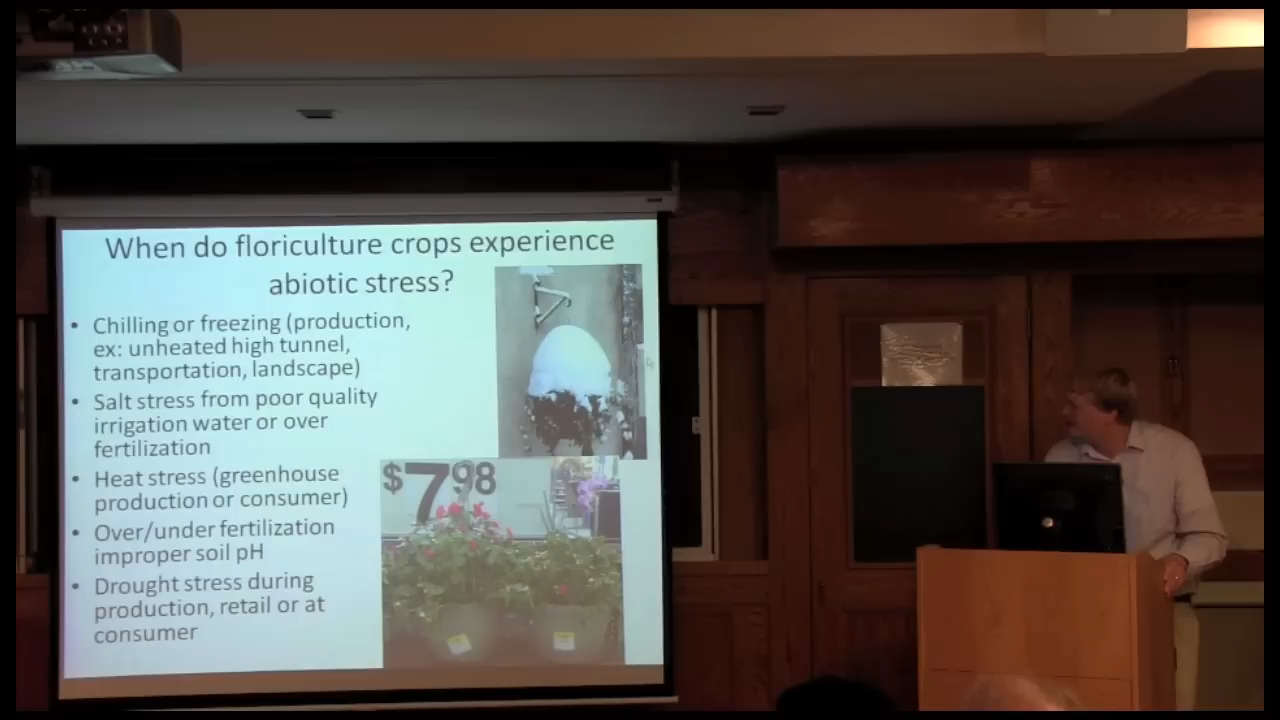 When do floriculture crops experience
abiotic stress?
• Chilling or freezing (production,
ex: unheated high tunnel,
transportation, landscape)
• Salt stress from poor quality
irrigation water or over
fertilization
• Heat stress (greenhouse
production or consumer)
• Over/under fertilization
improper soil pH
• Drought stress during
production, retail or at
consumer
$7.98